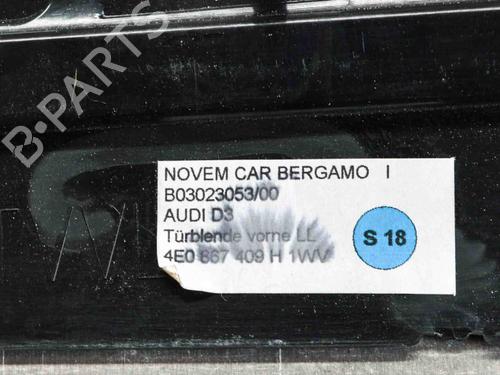 B-PARTS
NOVEM CAR BERGAMO I
B03023053/00
AUDI D3
Türblende vorne LL
4E0 867 409 H 1WV
S 18